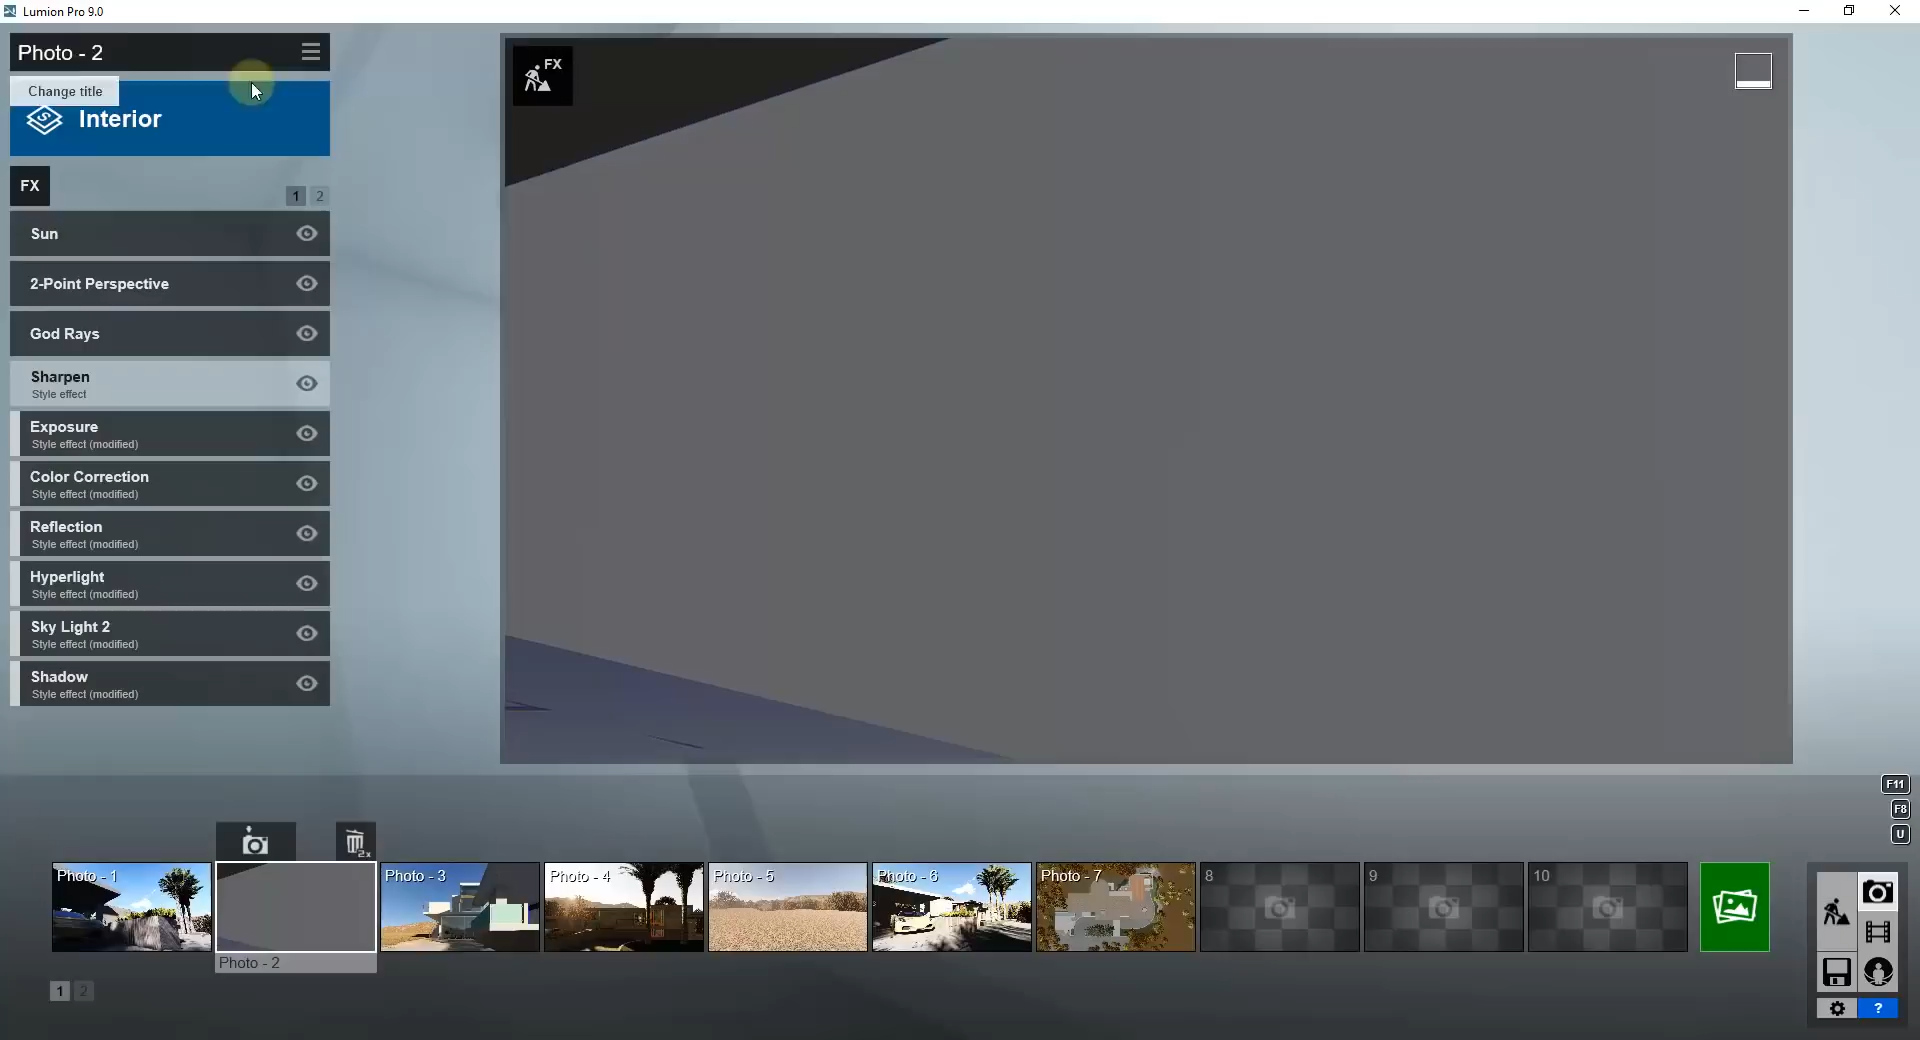 Lumion Pro 9.0
Photo - 2
Change title
Interior
FX
1 2
Sun
2-Point Perspective
God Rays
Sharpen
Style effect
Exposure
Style effect (modified)
Color Correction
Style effect (modified)
Reflection
Style effect (modified)
Hyperlight
Style effect (modified)
Sky Light 2
Style effect (modified)
Shadow
Style effect (modified)
FX
F11
F8
U
2x
Photo - 1
Photo - 2
Photo - 3
Photo - 4
Photo - 5
Photo - 6
Photo - 7
8
9
10
1 2
?